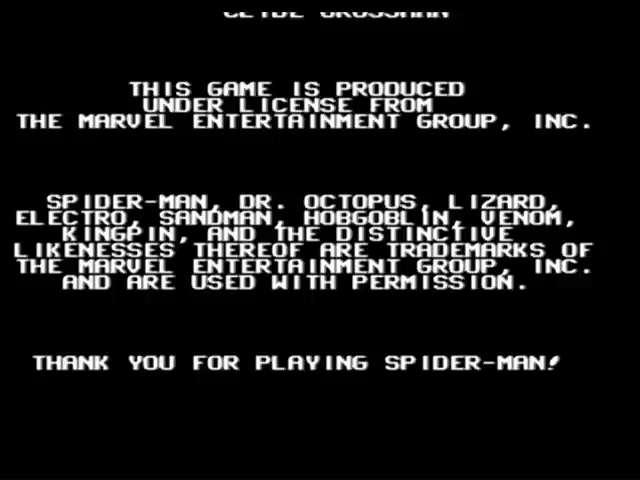 THIS GAME IS PRODUCED
UNDER LICENSE FROM
THE MARVEL ENTERTAINMENT GROUP, INC.
SPIDER-MAN, DR. OCTOPUS, LIZARD,
ELECTRO, SANDMAN, HOBGOBLIN, VENOM,
KINGPIN, AND THE DISTINCTIVE
LIKENESSES THEREOF ARE TRADEMARKS OF
THE MARVEL ENTERTAINMENT GROUP, INC.
AND ARE USED WITH PERMISSION.
THANK YOU FOR PLAYING SPIDER-MAN!